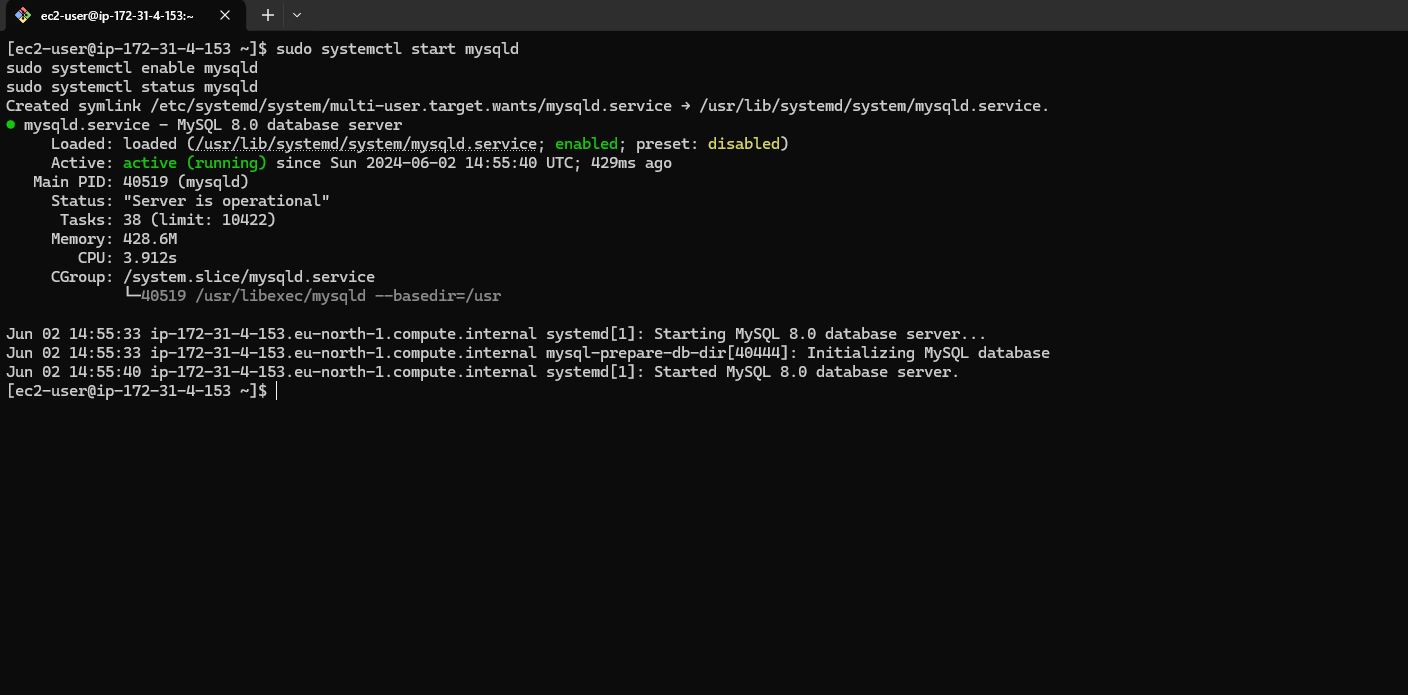 ec2-user@ip-172-31-4-153:~
[ec2-user@ip-172-31-4-153 ~]$ sudo systemctl start mysqld
sudo systemctl enable mysqld
sudo systemctl status mysqld
Created symlink /etc/systemd/system/multi-user.target.wants/mysqld.service → /usr/lib/systemd/system/mysqld.service.
● mysqld.service - MySQL 8.0 database server
     Loaded: loaded (/usr/lib/systemd/system/mysqld.service; enabled; preset: disabled)
     Active: active (running) since Sun 2024-06-02 14:55:40 UTC; 429ms ago
   Main PID: 40519 (mysqld)
     Status: "Server is operational"
      Tasks: 38 (limit: 10422)
     Memory: 428.6M
        CPU: 3.912s
     CGroup: /system.slice/mysqld.service
             └─40519 /usr/libexec/mysqld --basedir=/usr
Jun 02 14:55:33 ip-172-31-4-153.eu-north-1.compute.internal systemd[1]: Starting MySQL 8.0 database server...
Jun 02 14:55:33 ip-172-31-4-153.eu-north-1.compute.internal mysql-prepare-db-dir[40444]: Initializing MySQL database
Jun 02 14:55:40 ip-172-31-4-153.eu-north-1.compute.internal systemd[1]: Started MySQL 8.0 database server.
[ec2-user@ip-172-31-4-153 ~]$